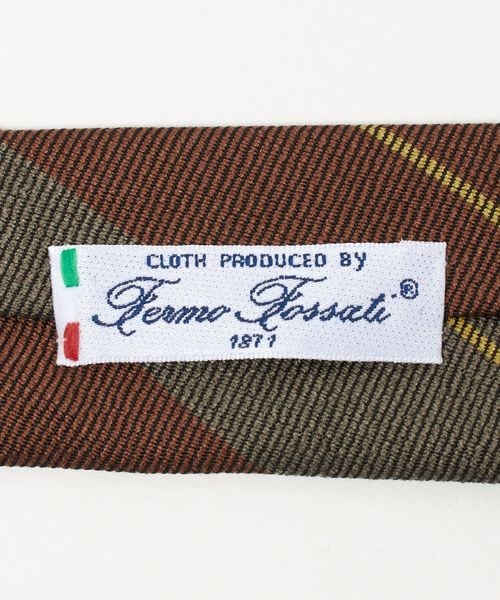 CLOTH PRODUCED BY
Fermo Fossati®
1871